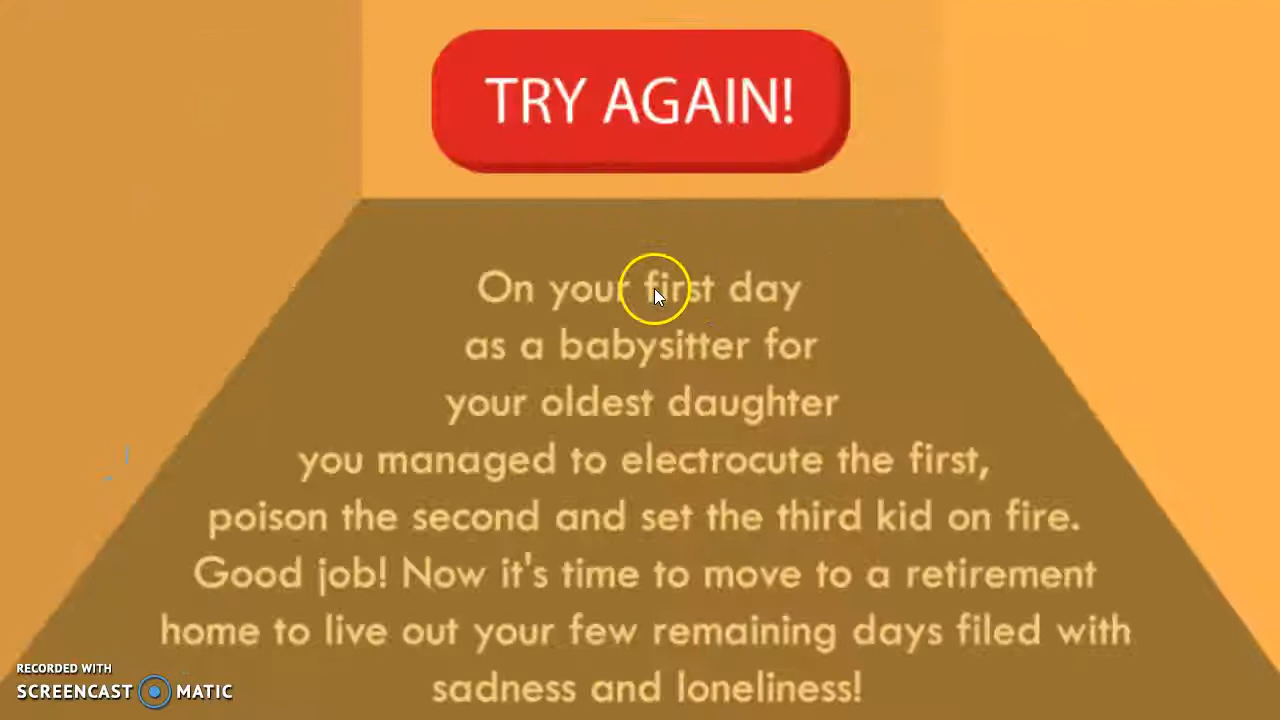 TRY AGAIN!
On your first day
as a babysitter for
your oldest daughter
you managed to electrocute the first,
poison the second and set the third kid on fire.
Good job! Now it's time to move to a retirement
home to live out your few remaining days filed with
sadness and loneliness!
RECORDED WITH
SCREENCAST MATIC